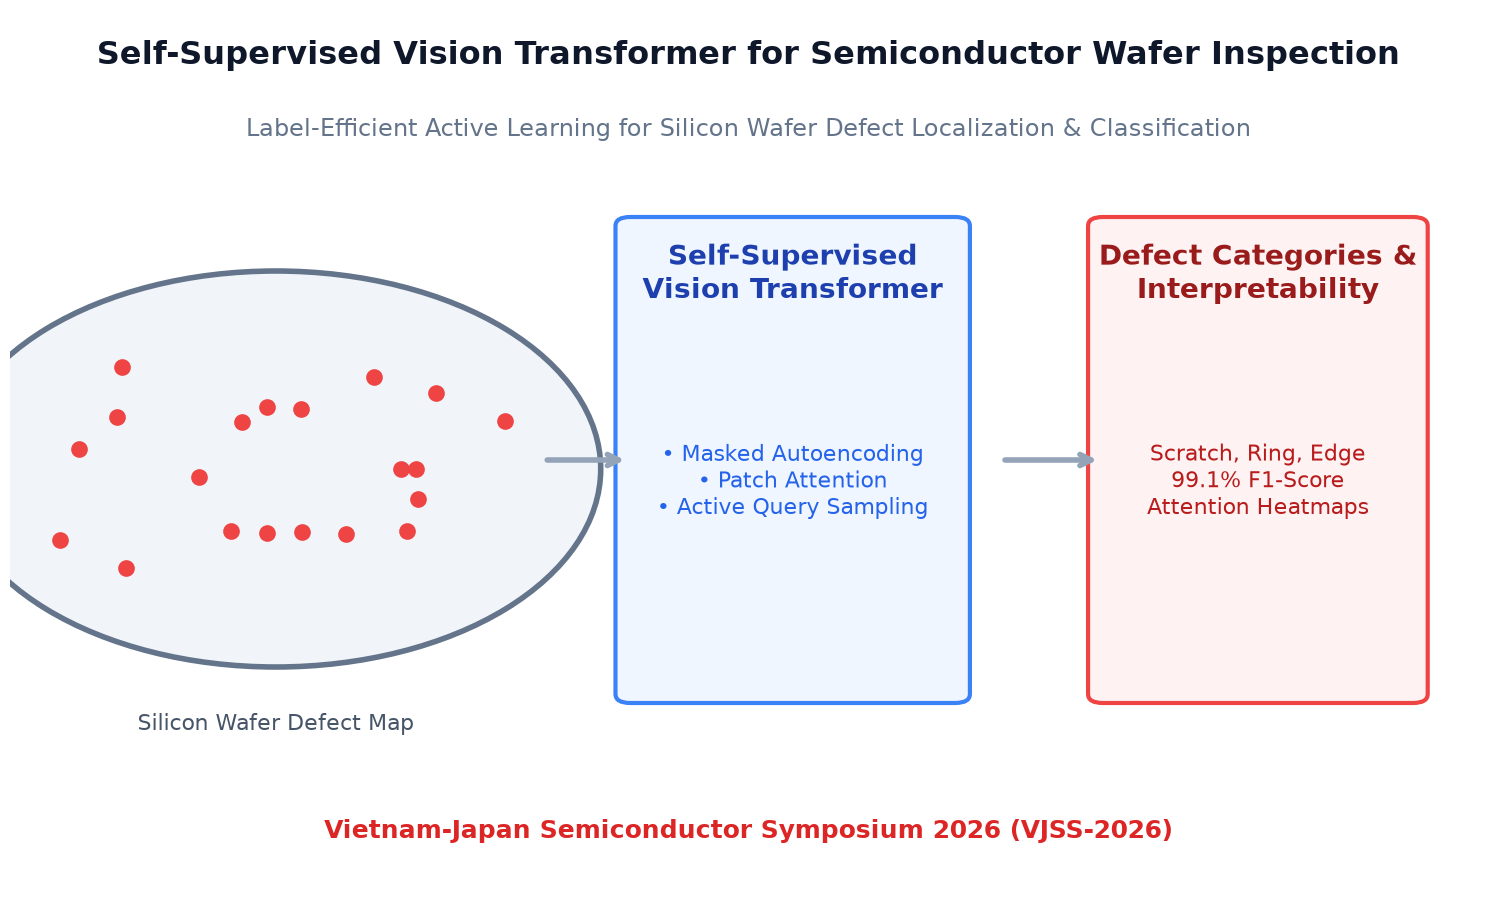 Self-Supervised Vision Transformer for Semiconductor Wafer Inspection
Label-Efficient Active Learning for Silicon Wafer Defect Localization & Classification
Self-Supervised
Vision Transformer
• Masked Autoencoding
• Patch Attention
• Active Query Sampling
Defect Categories &
Interpretability
Scratch, Ring, Edge
99.1% F1-Score
Attention Heatmaps
Silicon Wafer Defect Map
Vietnam-Japan Semiconductor Symposium 2026 (VJSS-2026)